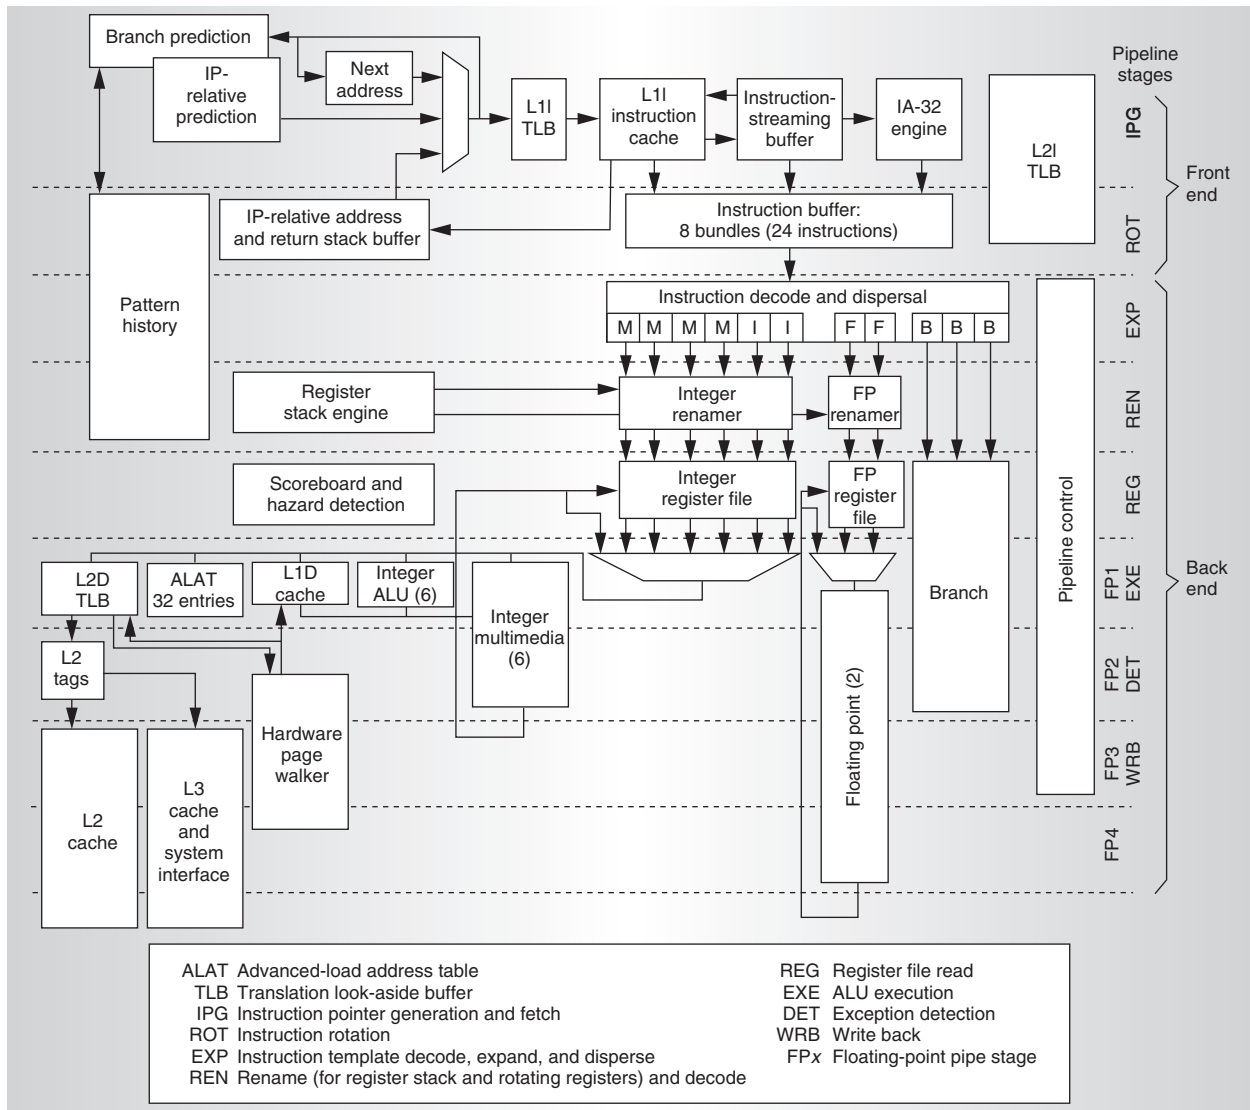 Branch prediction
IP-
relative
prediction
Next
address
L1I
TLB
L1I
instruction
cache
Instruction-
streaming
buffer
IA-32
engine
L2I
TLB
Pipeline
stages
IPG
Front
end
ROT
IP-relative address
and return stack buffer
Instruction buffer:
8 bundles (24 instructions)
Pattern
history
Instruction decode and dispersal
M M M M I I F F B B B
EXP
Register
stack engine
Integer
renamer
FP
renamer
REN
Scoreboard and
hazard detection
Integer
register file
FP
register
file
REG
Pipeline control
Back
end
L2D
TLB
ALAT
32 entries
L1D
cache
Integer
ALU (6)
Integer
multimedia
(6)
Branch
FP1
EXE
L2
tags
Floating point (2)
FP2
DET
Hardware
page
walker
FP3
WRB
L2
cache
L3
cache
and
system
interface
FP4
ALAT Advanced-load address table
TLB Translation look-aside buffer
IPG Instruction pointer generation and fetch
ROT Instruction rotation
EXP Instruction template decode, expand, and disperse
REN Rename (for register stack and rotating registers) and decode
REG Register file read
EXE ALU execution
DET Exception detection
WRB Write back
FPx Floating-point pipe stage